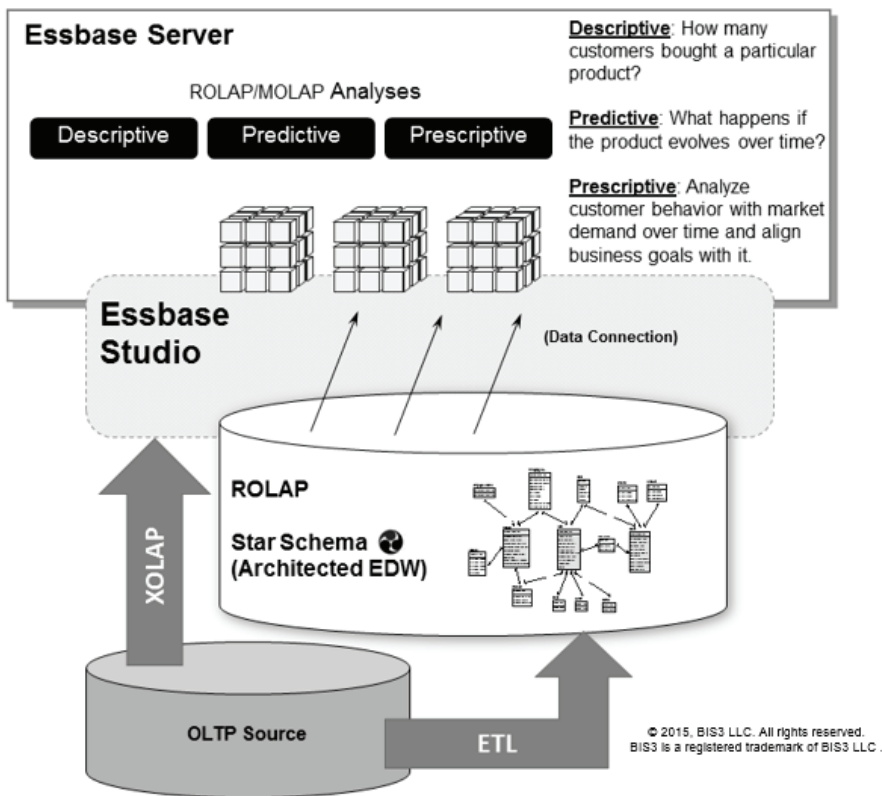 Essbase Server
ROLAP/MOLAP Analyses
Descriptive
Predictive
Prescriptive
Descriptive: How many
customers bought a particular
product?
Predictive: What happens if
the product evolves over time?
Prescriptive: Analyze
customer behavior with market
demand over time and align
business goals with it.
Essbase
Studio
(Data Connection)
ROLAP
Star Schema
(Architected EDW)
XOLAP
OLTP Source
ETL
© 2015, BIS3 LLC. All rights reserved.
BIS3 is a registered trademark of BIS3 LLC .